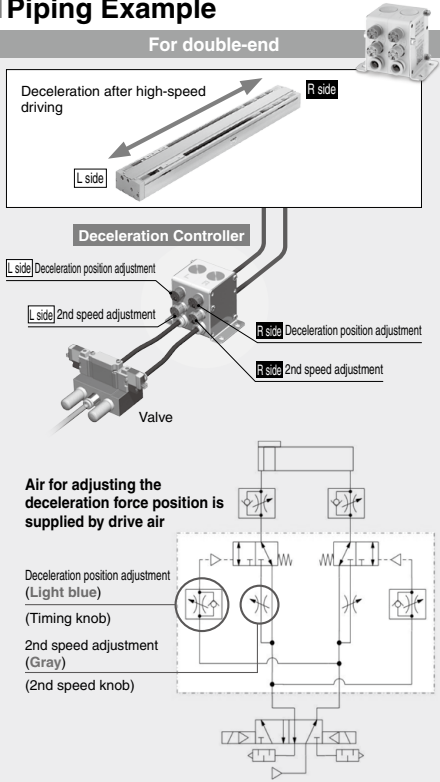 Piping Example
For double-end
Deceleration after high-speed
driving
R side
L side
Deceleration Controller
L side Deceleration position adjustment
L side 2nd speed adjustment
R side Deceleration position adjustment
R side 2nd speed adjustment
Valve
Air for adjusting the
deceleration force position is
supplied by drive air
Deceleration position adjustment
(Light blue)
(Timing knob)
2nd speed adjustment
(Gray)
(2nd speed knob)